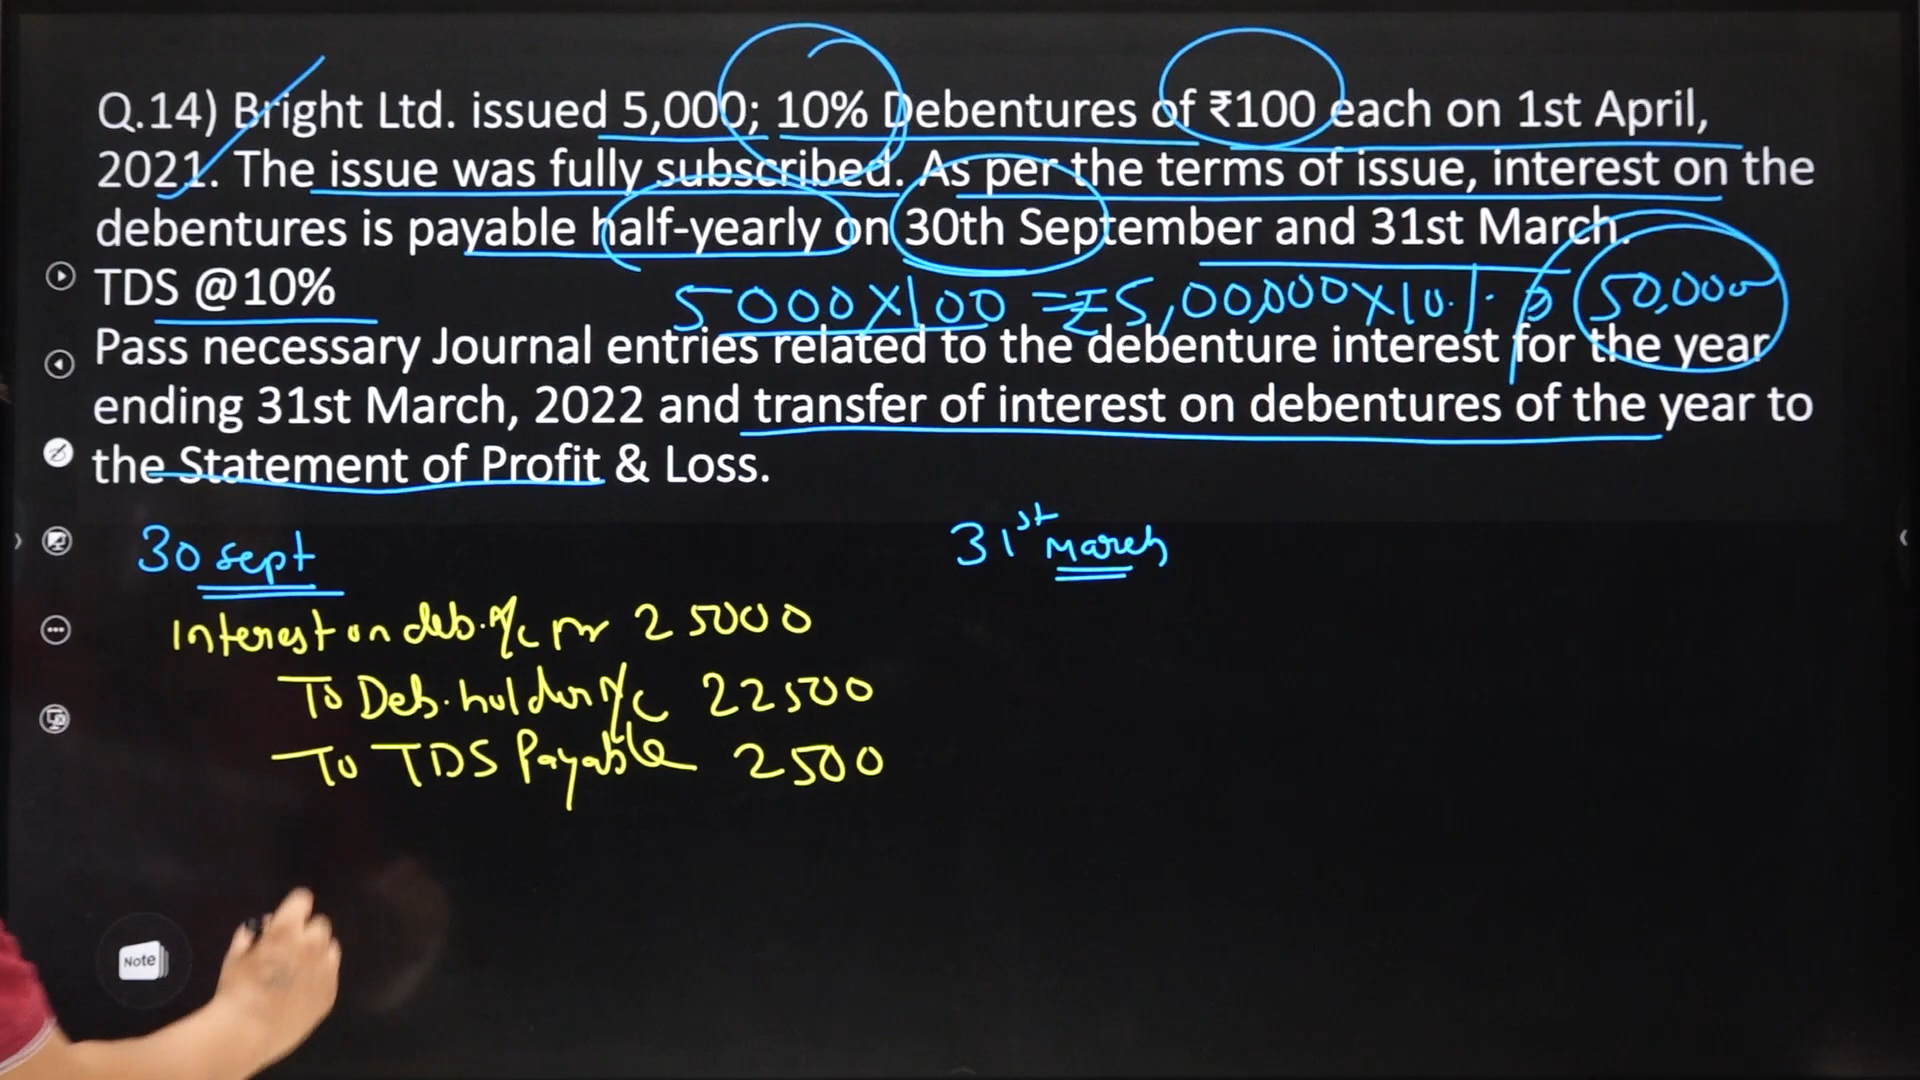 Q.14) Bright Ltd. issued 5,000; 10% Debentures of ₹100 each on 1st April,
2021. The issue was fully subscribed. As per the terms of issue, interest on the
debentures is payable half-yearly on 30th September and 31st March.
TDS @10%
5000×100 = ₹5,00,000×10%. 50,000
Pass necessary Journal entries related to the debenture interest for the year
ending 31st March, 2022 and transfer of interest on debentures of the year to
the Statement of Profit & Loss.
30 sept
31st March
Interest on deb. A/c Dr 25000
To Deb. holder A/c 22500
To TDS Payable 2500
Note